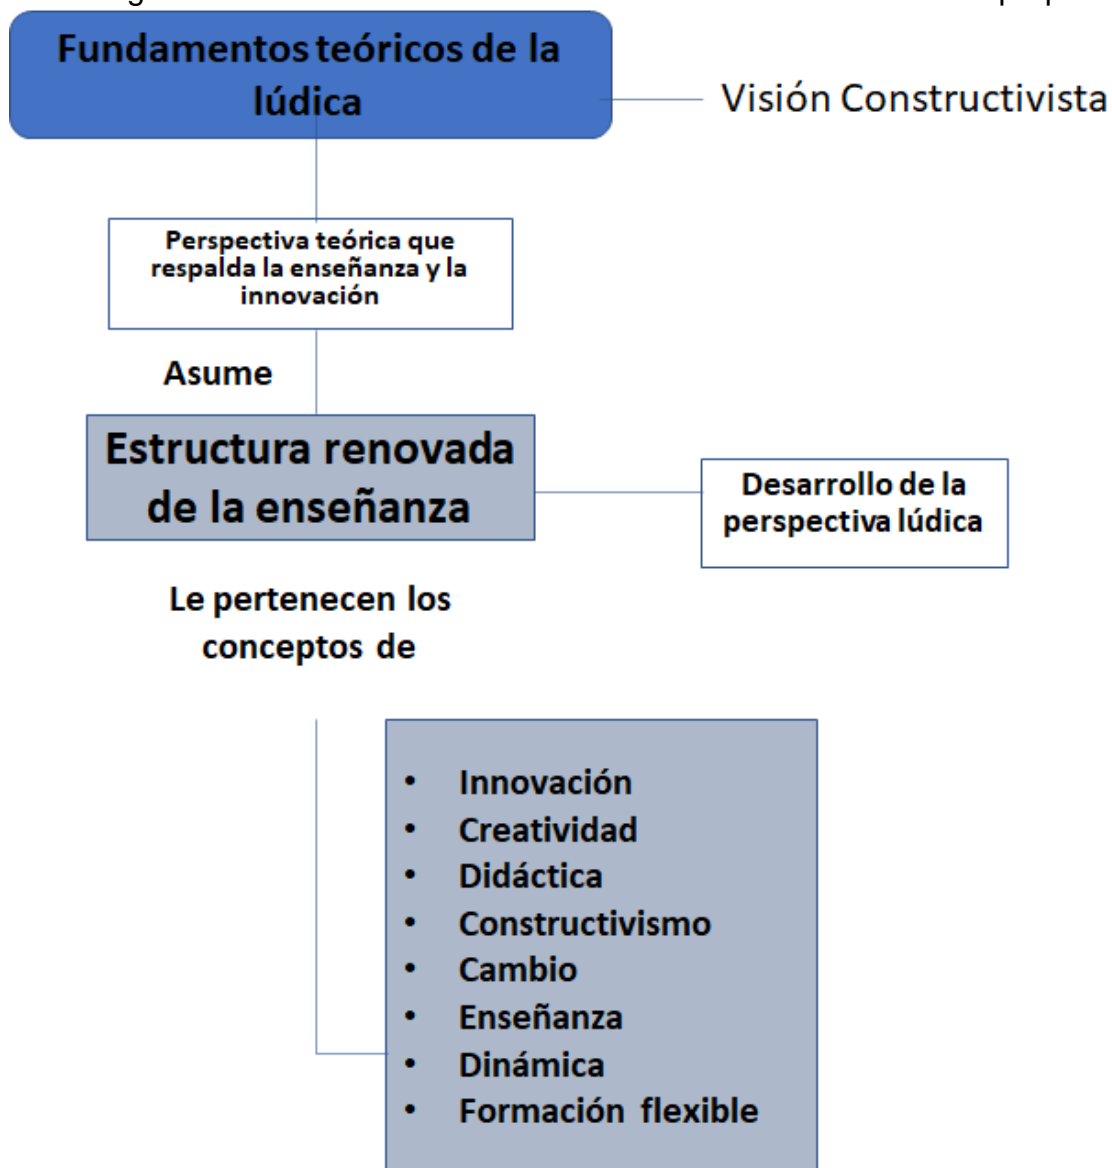 Fundamentos teóricos de la
lúdica
Visión Constructivista
Perspectiva teórica que
respalda la enseñanza y la
innovación
Asume
Estructura renovada
de la enseñanza
Desarrollo de la
perspectiva lúdica
Le pertenecen los
conceptos de
• Innovación
• Creatividad
• Didáctica
• Constructivismo
• Cambio
• Enseñanza
• Dinámica
• Formación flexible